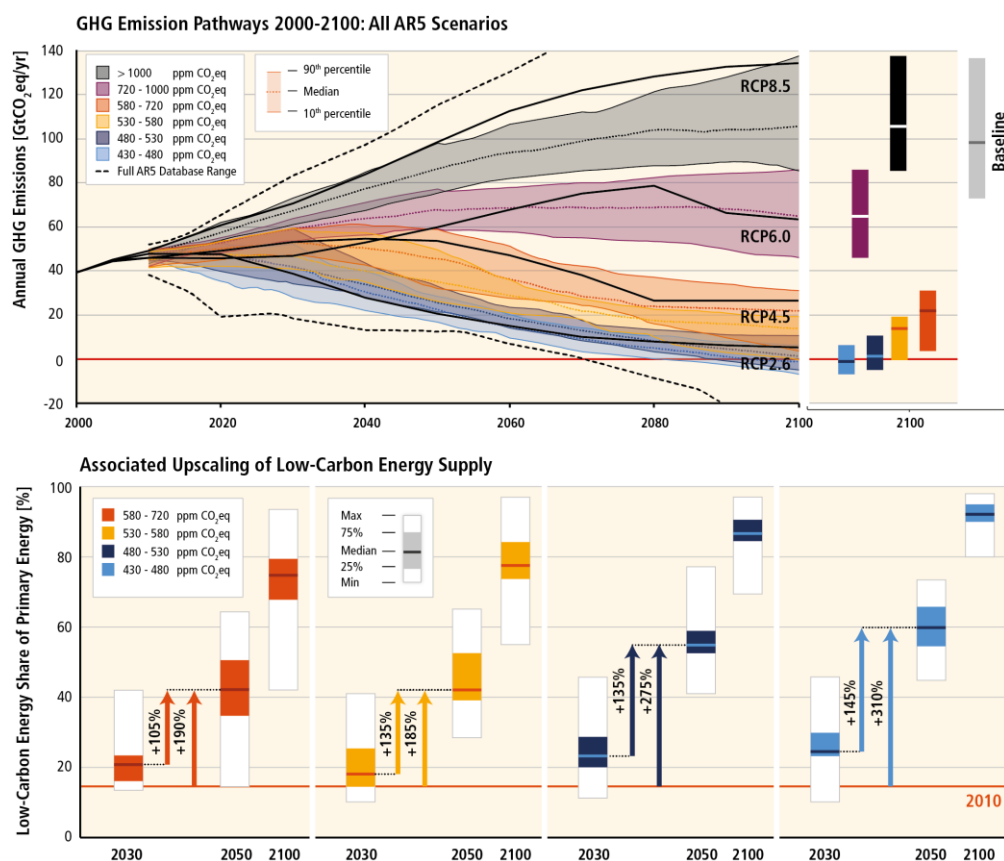 GHG Emission Pathways 2000-2100: All AR5 Scenarios
Annual GHG Emissions [GtCO2eq/yr]
140
120
100
80
60
40
20
0
-20
> 1000 ppm CO2eq
720 - 1000 ppm CO2eq
580 - 720 ppm CO2eq
530 - 580 ppm CO2eq
480 - 530 ppm CO2eq
430 - 480 ppm CO2eq
Full AR5 Database Range
90th percentile
Median
10th percentile
RCP8.5
RCP6.0
RCP4.5
RCP2.6
Baseline
2000
2020
2040
2060
2080
2100
2100
Associated Upscaling of Low-Carbon Energy Supply
Low-Carbon Energy Share of Primary Energy [%]
100
80
60
40
20
0
580 - 720 ppm CO2eq
530 - 580 ppm CO2eq
480 - 530 ppm CO2eq
430 - 480 ppm CO2eq
Max
75%
Median
25%
Min
+105%
+190%
+135%
+185%
+135%
+275%
+145%
+310%
2010
2030
2050
2100
2030
2050
2100
2030
2050
2100
2030
2050
2100